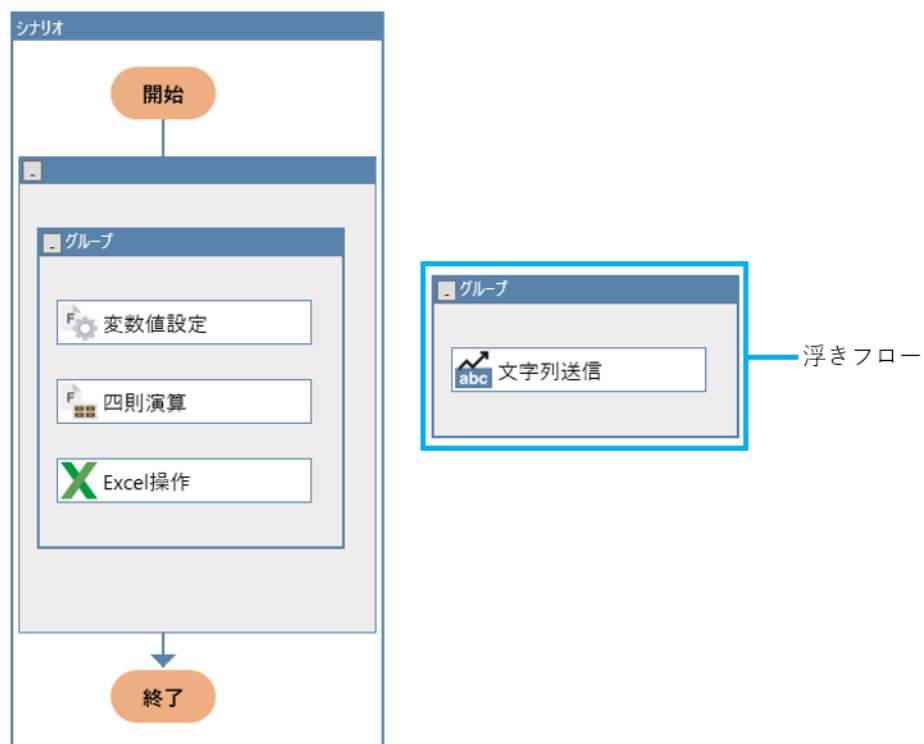 シナリオ
開始
グループ
変数値設定
四則演算
Excel操作
終了
グループ
abc 文字列送信
浮きフロー